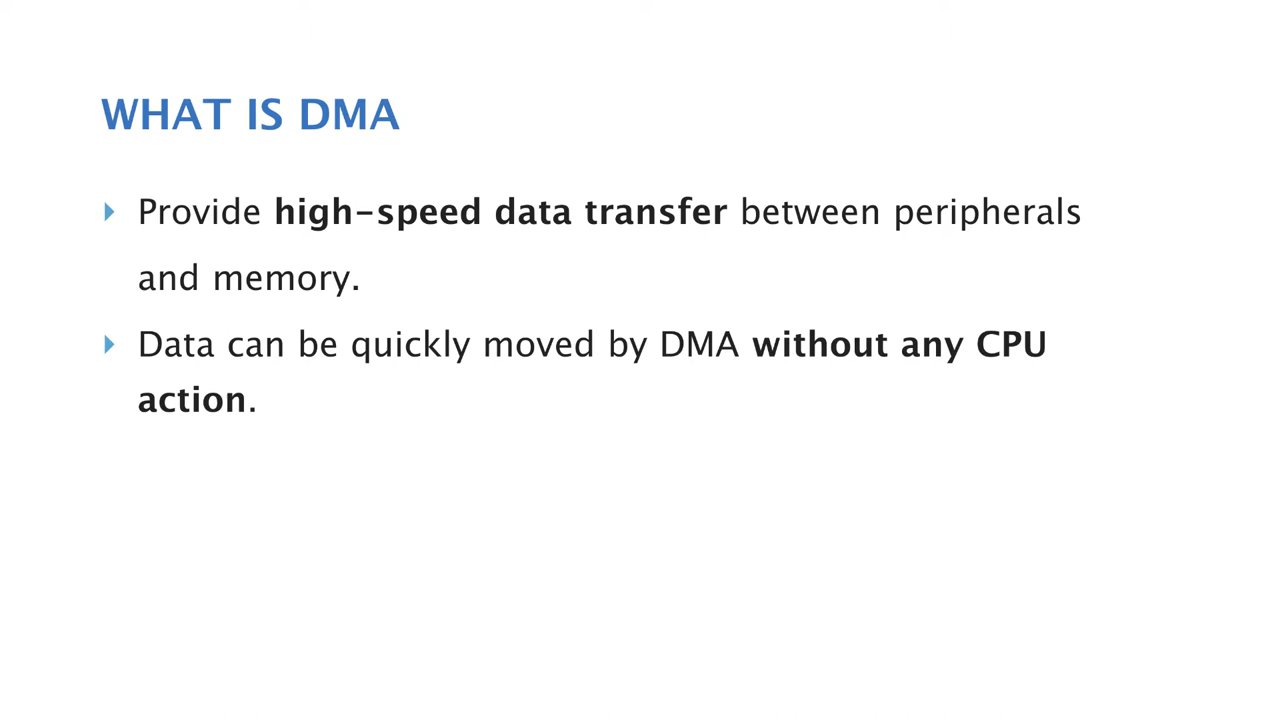 WHAT IS DMA
Provide high-speed data transfer between peripherals
and memory.
Data can be quickly moved by DMA without any CPU
action.